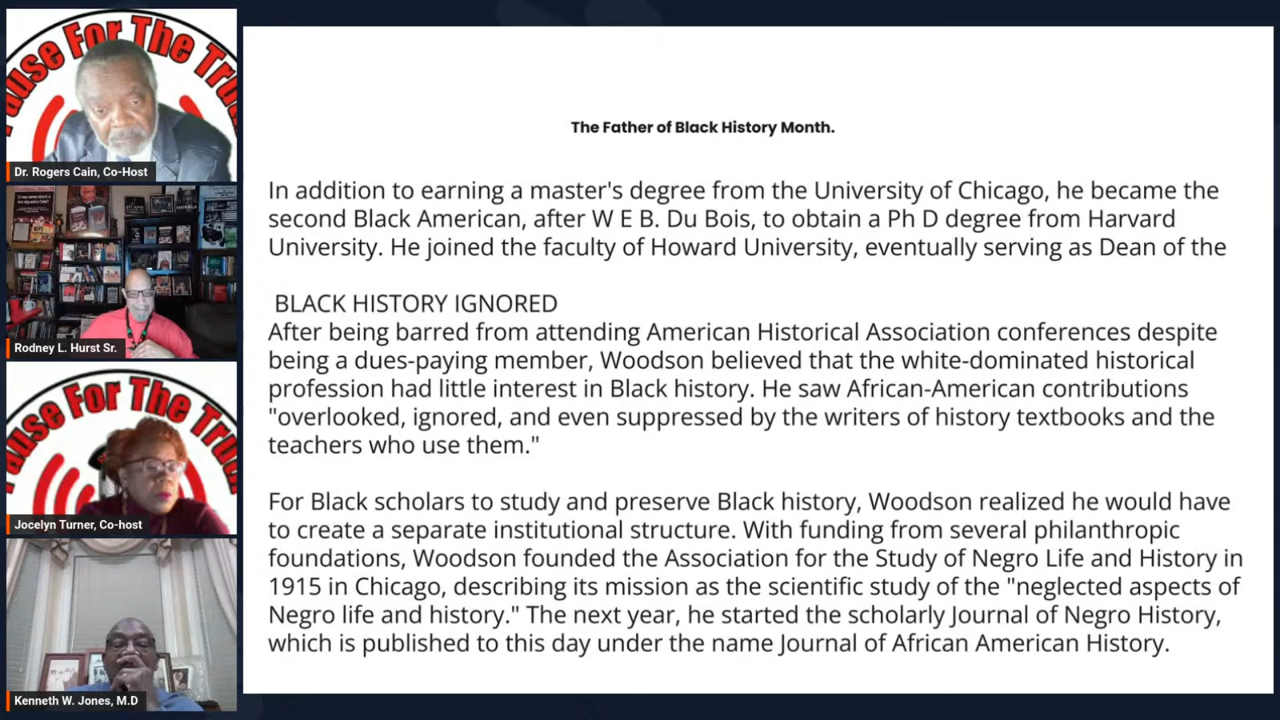 Pause For The Truth
Dr. Rogers Cain, Co-Host
Rodney L. Hurst Sr.
Pause For The Truth
Jocelyn Turner, Co-host
Kenneth W. Jones, M.D
The Father of Black History Month.
In addition to earning a master's degree from the University of Chicago, he became the
second Black American, after W E B. Du Bois, to obtain a Ph D degree from Harvard
University. He joined the faculty of Howard University, eventually serving as Dean of the
BLACK HISTORY IGNORED
After being barred from attending American Historical Association conferences despite
being a dues-paying member, Woodson believed that the white-dominated historical
profession had little interest in Black history. He saw African-American contributions
"overlooked, ignored, and even suppressed by the writers of history textbooks and the
teachers who use them."
For Black scholars to study and preserve Black history, Woodson realized he would have
to create a separate institutional structure. With funding from several philanthropic
foundations, Woodson founded the Association for the Study of Negro Life and History in
1915 in Chicago, describing its mission as the scientific study of the "neglected aspects of
Negro life and history." The next year, he started the scholarly Journal of Negro History,
which is published to this day under the name Journal of African American History.